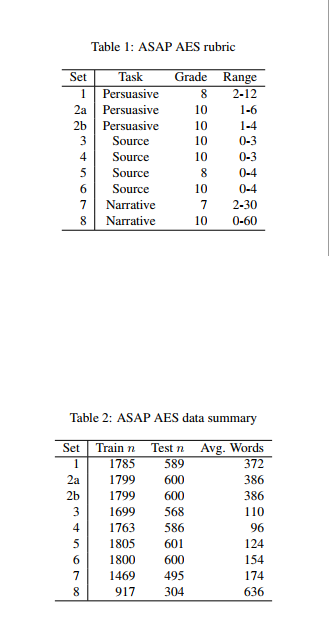 Table 1: ASAP AES rubric
Set Task Grade Range
1 Persuasive 8 2-12
2a Persuasive 10 1-6
2b Persuasive 10 1-4
3 Source 10 0-3
4 Source 10 0-3
5 Source 8 0-4
6 Source 10 0-4
7 Narrative 7 2-30
8 Narrative 10 0-60
Table 2: ASAP AES data summary
Set Train n Test n Avg. Words
1 1785 589 372
2a 1799 600 386
2b 1799 600 386
3 1699 568 110
4 1763 586 96
5 1805 601 124
6 1800 600 154
7 1469 495 174
8 917 304 636